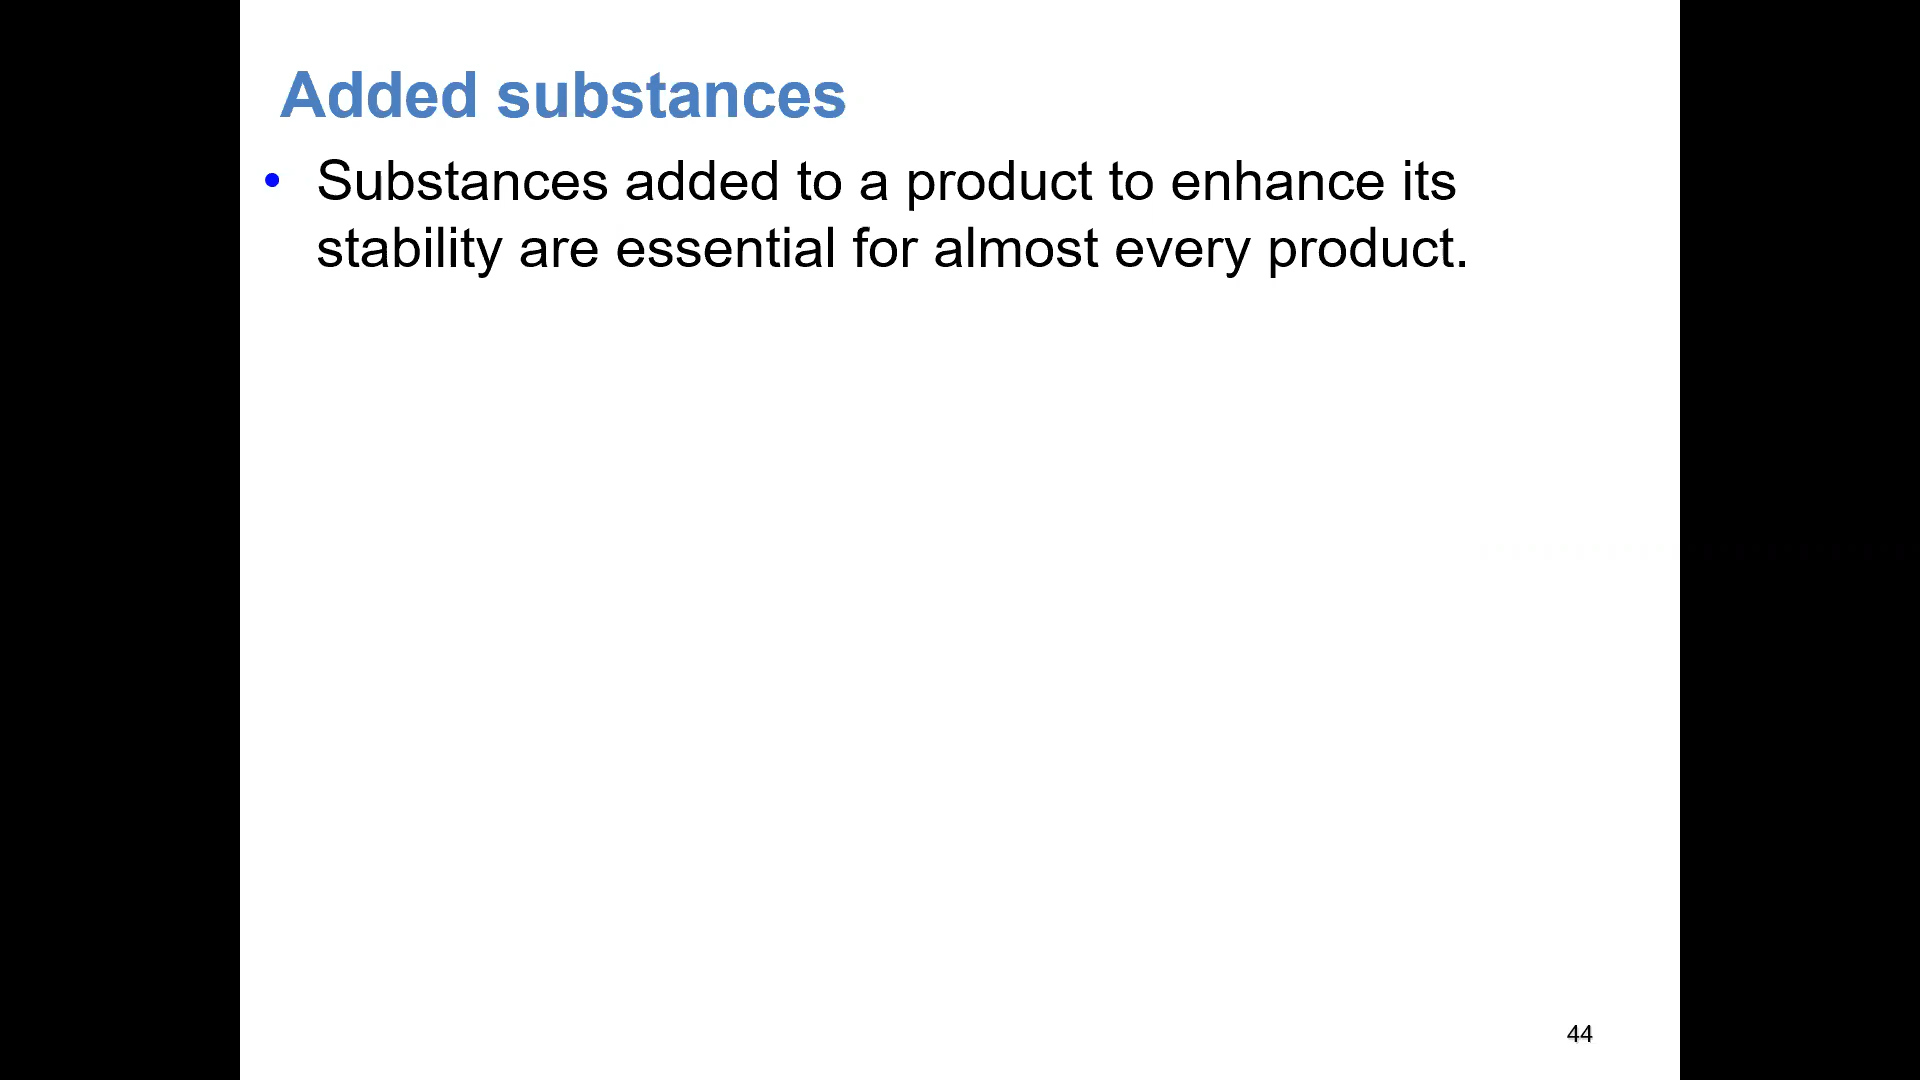 Added substances
• Substances added to a product to enhance its
stability are essential for almost every product.
44